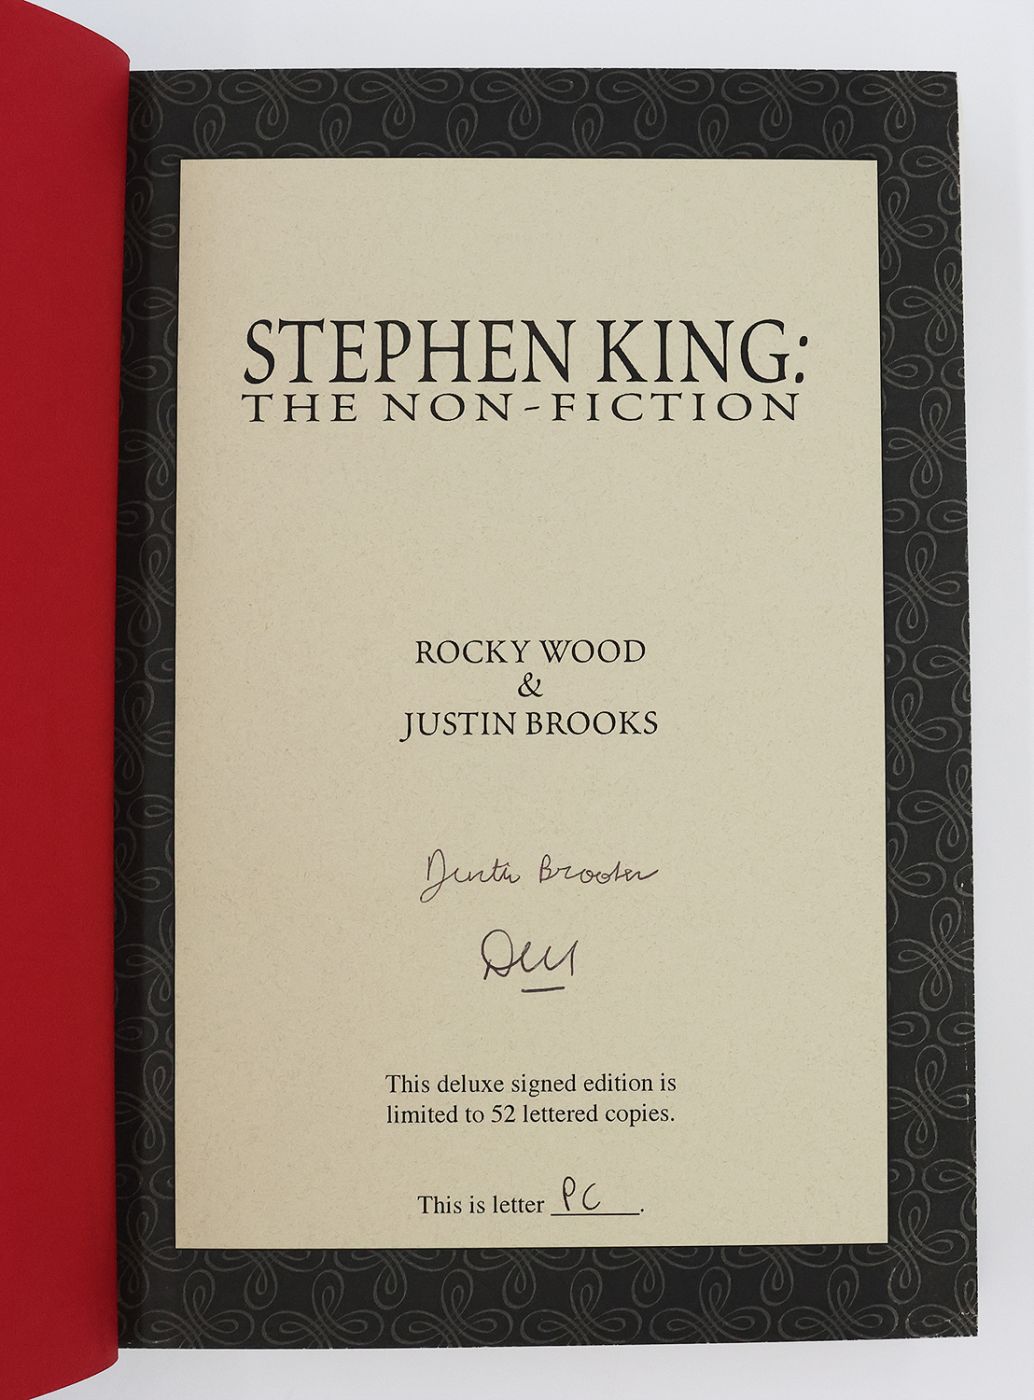 STEPHEN KING:
THE NON-FICTION
ROCKY WOOD
&
JUSTIN BROOKS
Justin Brooks
This deluxe signed edition is
limited to 52 lettered copies.
This is letter PC.